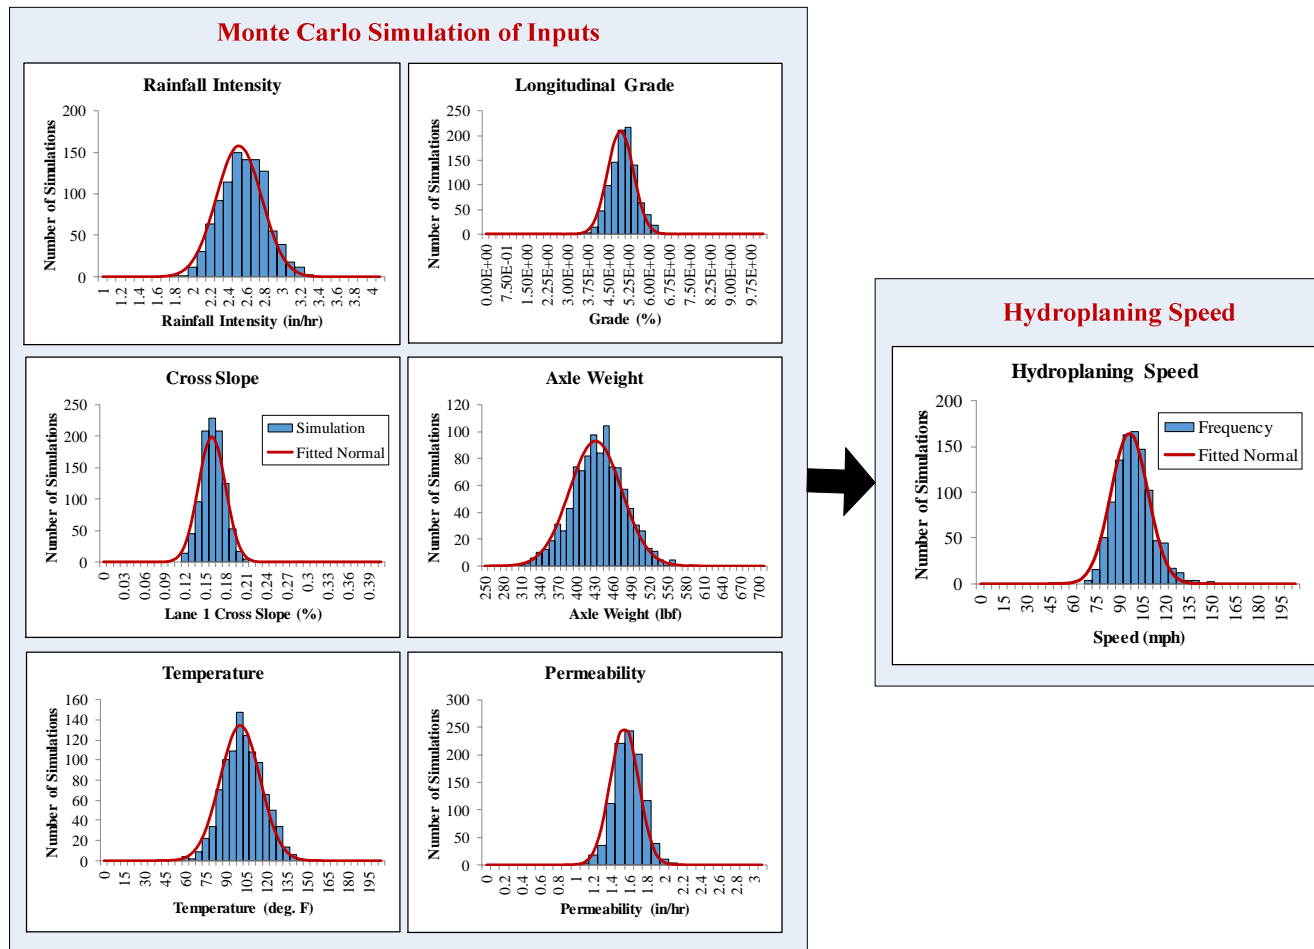 Monte Carlo Simulation of Inputs
Rainfall Intensity
Number of Simulations
200
150
100
50
0
1 1.2 1.4 1.6 1.8 2 2.2 2.4 2.6 2.8 3 3.2 3.4 3.6 3.8 4
Rainfall Intensity (in/hr)
Longitudinal Grade
Number of Simulations
250
200
150
100
50
0
0.00E+00 7.50E-01 1.50E+00 2.25E+00 3.00E+00 3.75E+00 4.50E+00 5.25E+00 6.00E+00 6.75E+00 7.50E+00 8.25E+00 9.00E+00 9.75E+00
Grade (%)
Cross Slope
Number of Simulations
250
200
150
100
50
0
Simulation
Fitted Normal
0 0.03 0.06 0.09 0.12 0.15 0.18 0.21 0.24 0.27 0.3 0.33 0.36 0.39
Lane 1 Cross Slope (%)
Axle Weight
Number of Simulations
120
100
80
60
40
20
0
250 280 310 340 370 400 430 460 490 520 550 580 610 640 670 700
Axle Weight (lbf)
Temperature
Number of Simulations
160
140
120
100
80
60
40
20
0
0 15 30 45 60 75 90 105 120 135 150 165 180 195
Temperature (deg. F)
Permeability
Number of Simulations
300
250
200
150
100
50
0
0 0.2 0.4 0.6 0.8 1 1.2 1.4 1.6 1.8 2 2.2 2.4 2.6 2.8 3
Permeability (in/hr)
Hydroplaning Speed
Hydroplaning Speed
Number of Simulations
200
150
100
50
0
Frequency
Fitted Normal
0 15 30 45 60 75 90 105 120 135 150 165 180 195
Speed (mph)